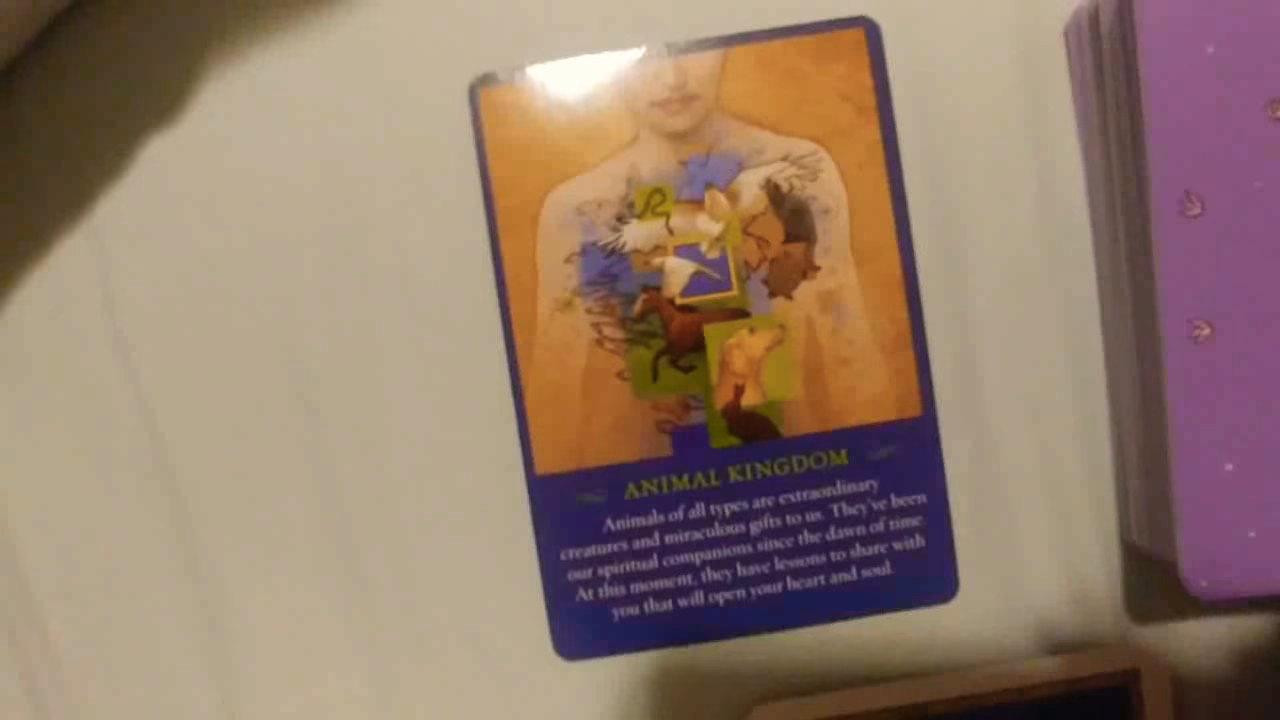 ANIMAL KINGDOM
Animals of all types are extraordinary
creatures and miraculous gifts to us. They've been
our spiritual companions since the dawn of time.
At this moment, they have lessons to share with
you that will open your heart and soul.